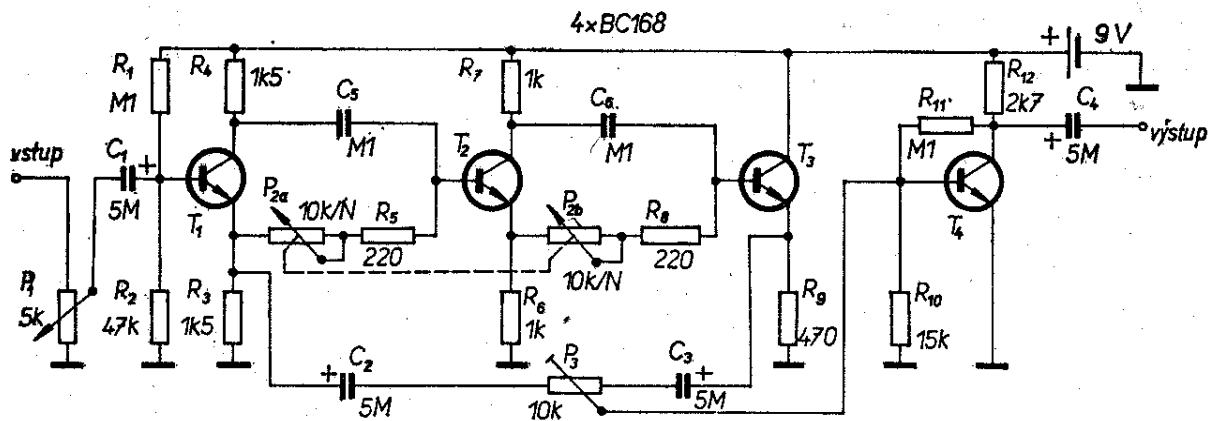 4xBC168
R₁
M1
R₄
1k5
C₅
M1
R₇
1k
C₆
M1
+
9V
R₁₂
2k7
R₁₁
M1
C₄
+
5M
výstup
vstup
C₁
+
5M
T₁
T₂
T₃
T₄
P₂ₐ
10k/N
R₅
220
P₂b
10k/N
R₈
220
P₁
5k
R₂
47k
R₃
1k5
R₆
1k
R₉
470
R₁₀
15k
+
C₂
5M
P₃
10k
C₃
+
5M